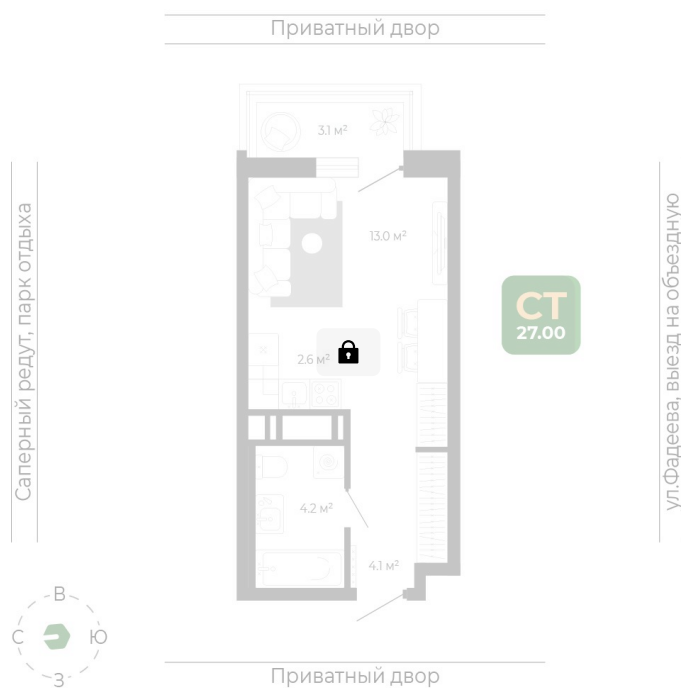 Приватный двор
3.1 м²
13.0 м²
Саперный редут, парк отдыха
ул.Фадеева, выезд на объездную
СТ
27.00
2.6 м²
4.2 м²
4.1 м²
В
С
Ю
З
Приватный двор